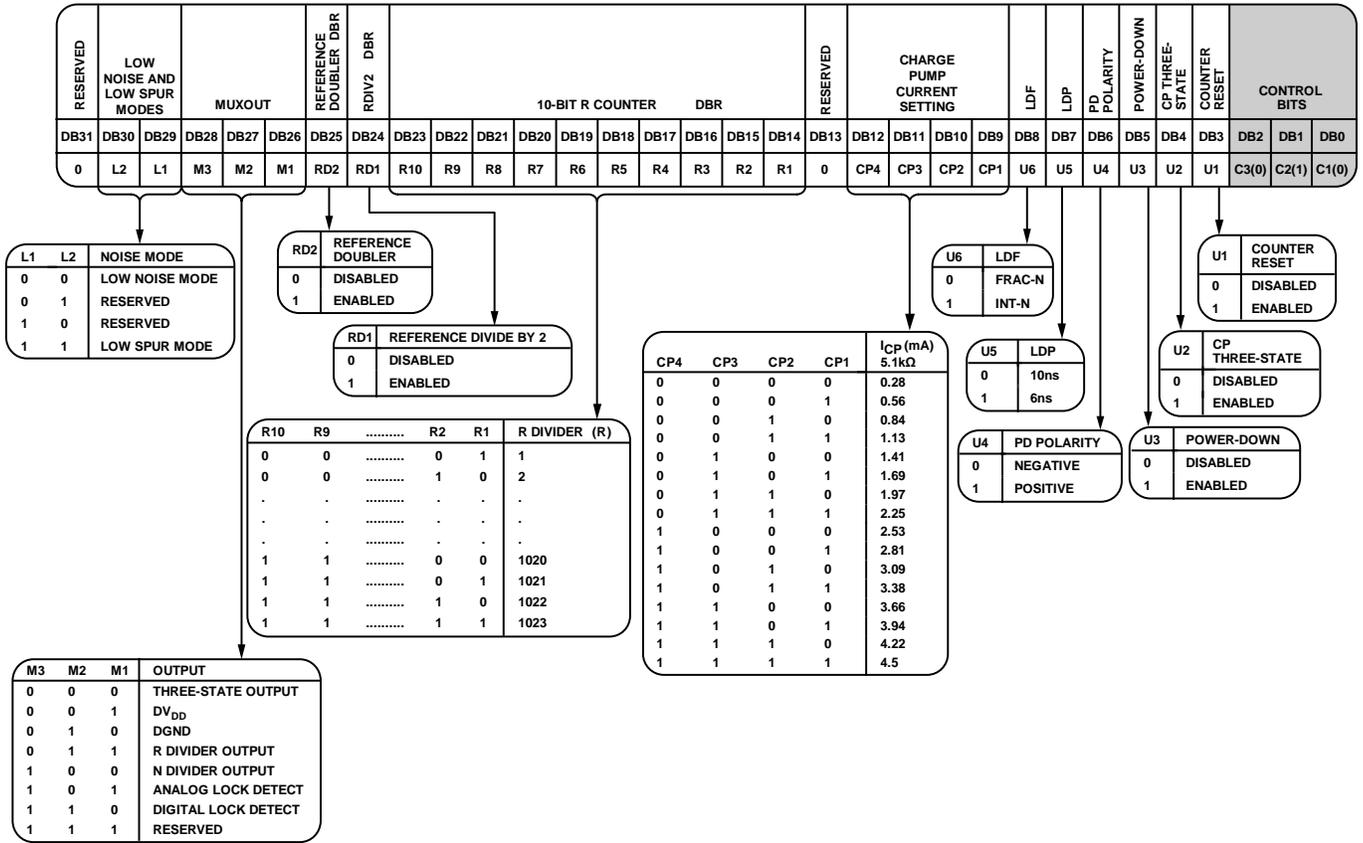 RESERVED
LOW
NOISE AND
LOW SPUR
MODES
MUXOUT
REFERENCE
DOUBLER DBR
RDIV2 DBR
10-BIT R COUNTER DBR
RESERVED
CHARGE
PUMP
CURRENT
SETTING
LDF
LDP
PD
POLARITY
POWER-DOWN
CP THREE-
STATE
COUNTER
RESET
CONTROL
BITS
DB31 DB30 DB29 DB28 DB27 DB26 DB25 DB24 DB23 DB22 DB21 DB20 DB19 DB18 DB17 DB16 DB15 DB14 DB13 DB12 DB11 DB10 DB9 DB8 DB7 DB6 DB5 DB4 DB3 DB2 DB1 DB0
0 L2 L1 M3 M2 M1 RD2 RD1 R10 R9 R8 R7 R6 R5 R4 R3 R2 R1 0 CP4 CP3 CP2 CP1 U6 U5 U4 U3 U2 U1 C3(0) C2(1) C1(0)
L1 L2 NOISE MODE
0 0 LOW NOISE MODE
0 1 RESERVED
1 0 RESERVED
1 1 LOW SPUR MODE
RD2 REFERENCE
DOUBLER
0 DISABLED
1 ENABLED
RD1 REFERENCE DIVIDE BY 2
0 DISABLED
1 ENABLED
R10 R9 .......... R2 R1 R DIVIDER (R)
0 0 .......... 0 1 1
0 0 .......... 1 0 2
. . .......... . . .
. . .......... . . .
. . .......... . . .
1 1 .......... 0 0 1020
1 1 .......... 0 1 1021
1 1 .......... 1 0 1022
1 1 .......... 1 1 1023
ICP (mA)
CP4 CP3 CP2 CP1 5.1kΩ
0 0 0 0 0.28
0 0 0 1 0.56
0 0 1 0 0.84
0 0 1 1 1.13
0 1 0 0 1.41
0 1 0 1 1.69
0 1 1 0 1.97
0 1 1 1 2.25
1 0 0 0 2.53
1 0 0 1 2.81
1 0 1 0 3.09
1 0 1 1 3.38
1 1 0 0 3.66
1 1 0 1 3.94
1 1 1 0 4.22
1 1 1 1 4.5
U6 LDF
0 FRAC-N
1 INT-N
U5 LDP
0 10ns
1 6ns
U4 PD POLARITY
0 NEGATIVE
1 POSITIVE
U1 COUNTER
RESET
0 DISABLED
1 ENABLED
U2 CP
THREE-STATE
0 DISABLED
1 ENABLED
U3 POWER-DOWN
0 DISABLED
1 ENABLED
M3 M2 M1 OUTPUT
0 0 0 THREE-STATE OUTPUT
0 0 1 DVDD
0 1 0 DGND
0 1 1 R DIVIDER OUTPUT
1 0 0 N DIVIDER OUTPUT
1 0 1 ANALOG LOCK DETECT
1 1 0 DIGITAL LOCK DETECT
1 1 1 RESERVED